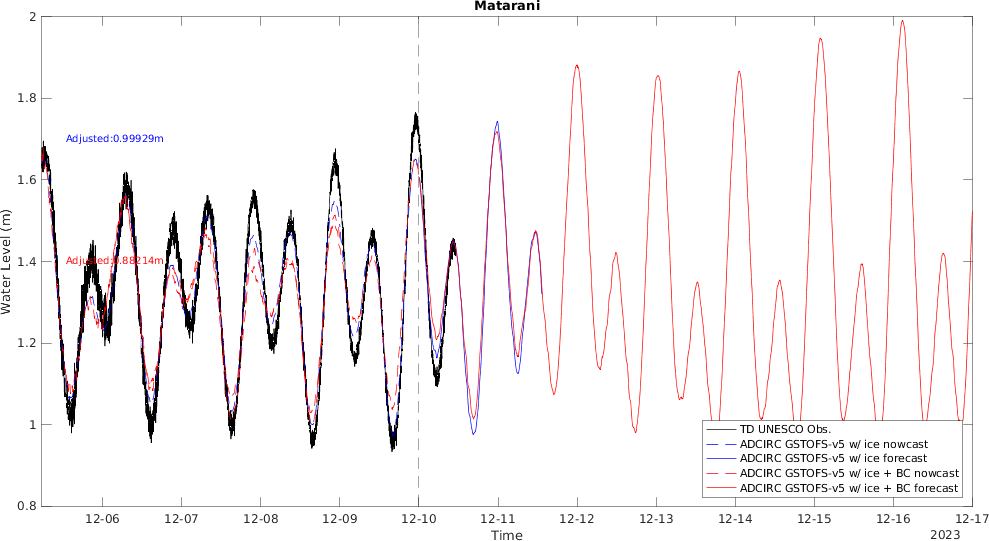 Matarani
2
1.8
1.6
1.4
1.2
1
0.8
Water Level (m)
Adjusted:0.99929m
Adjusted:0.88214m
TD UNESCO Obs.
ADCIRC GSTOFS-v5 w/ ice nowcast
ADCIRC GSTOFS-v5 w/ ice forecast
ADCIRC GSTOFS-v5 w/ ice + BC nowcast
ADCIRC GSTOFS-v5 w/ ice + BC forecast
12-06 12-07 12-08 12-09 12-10 12-11 12-12 12-13 12-14 12-15 12-16 12-17
Time
2023